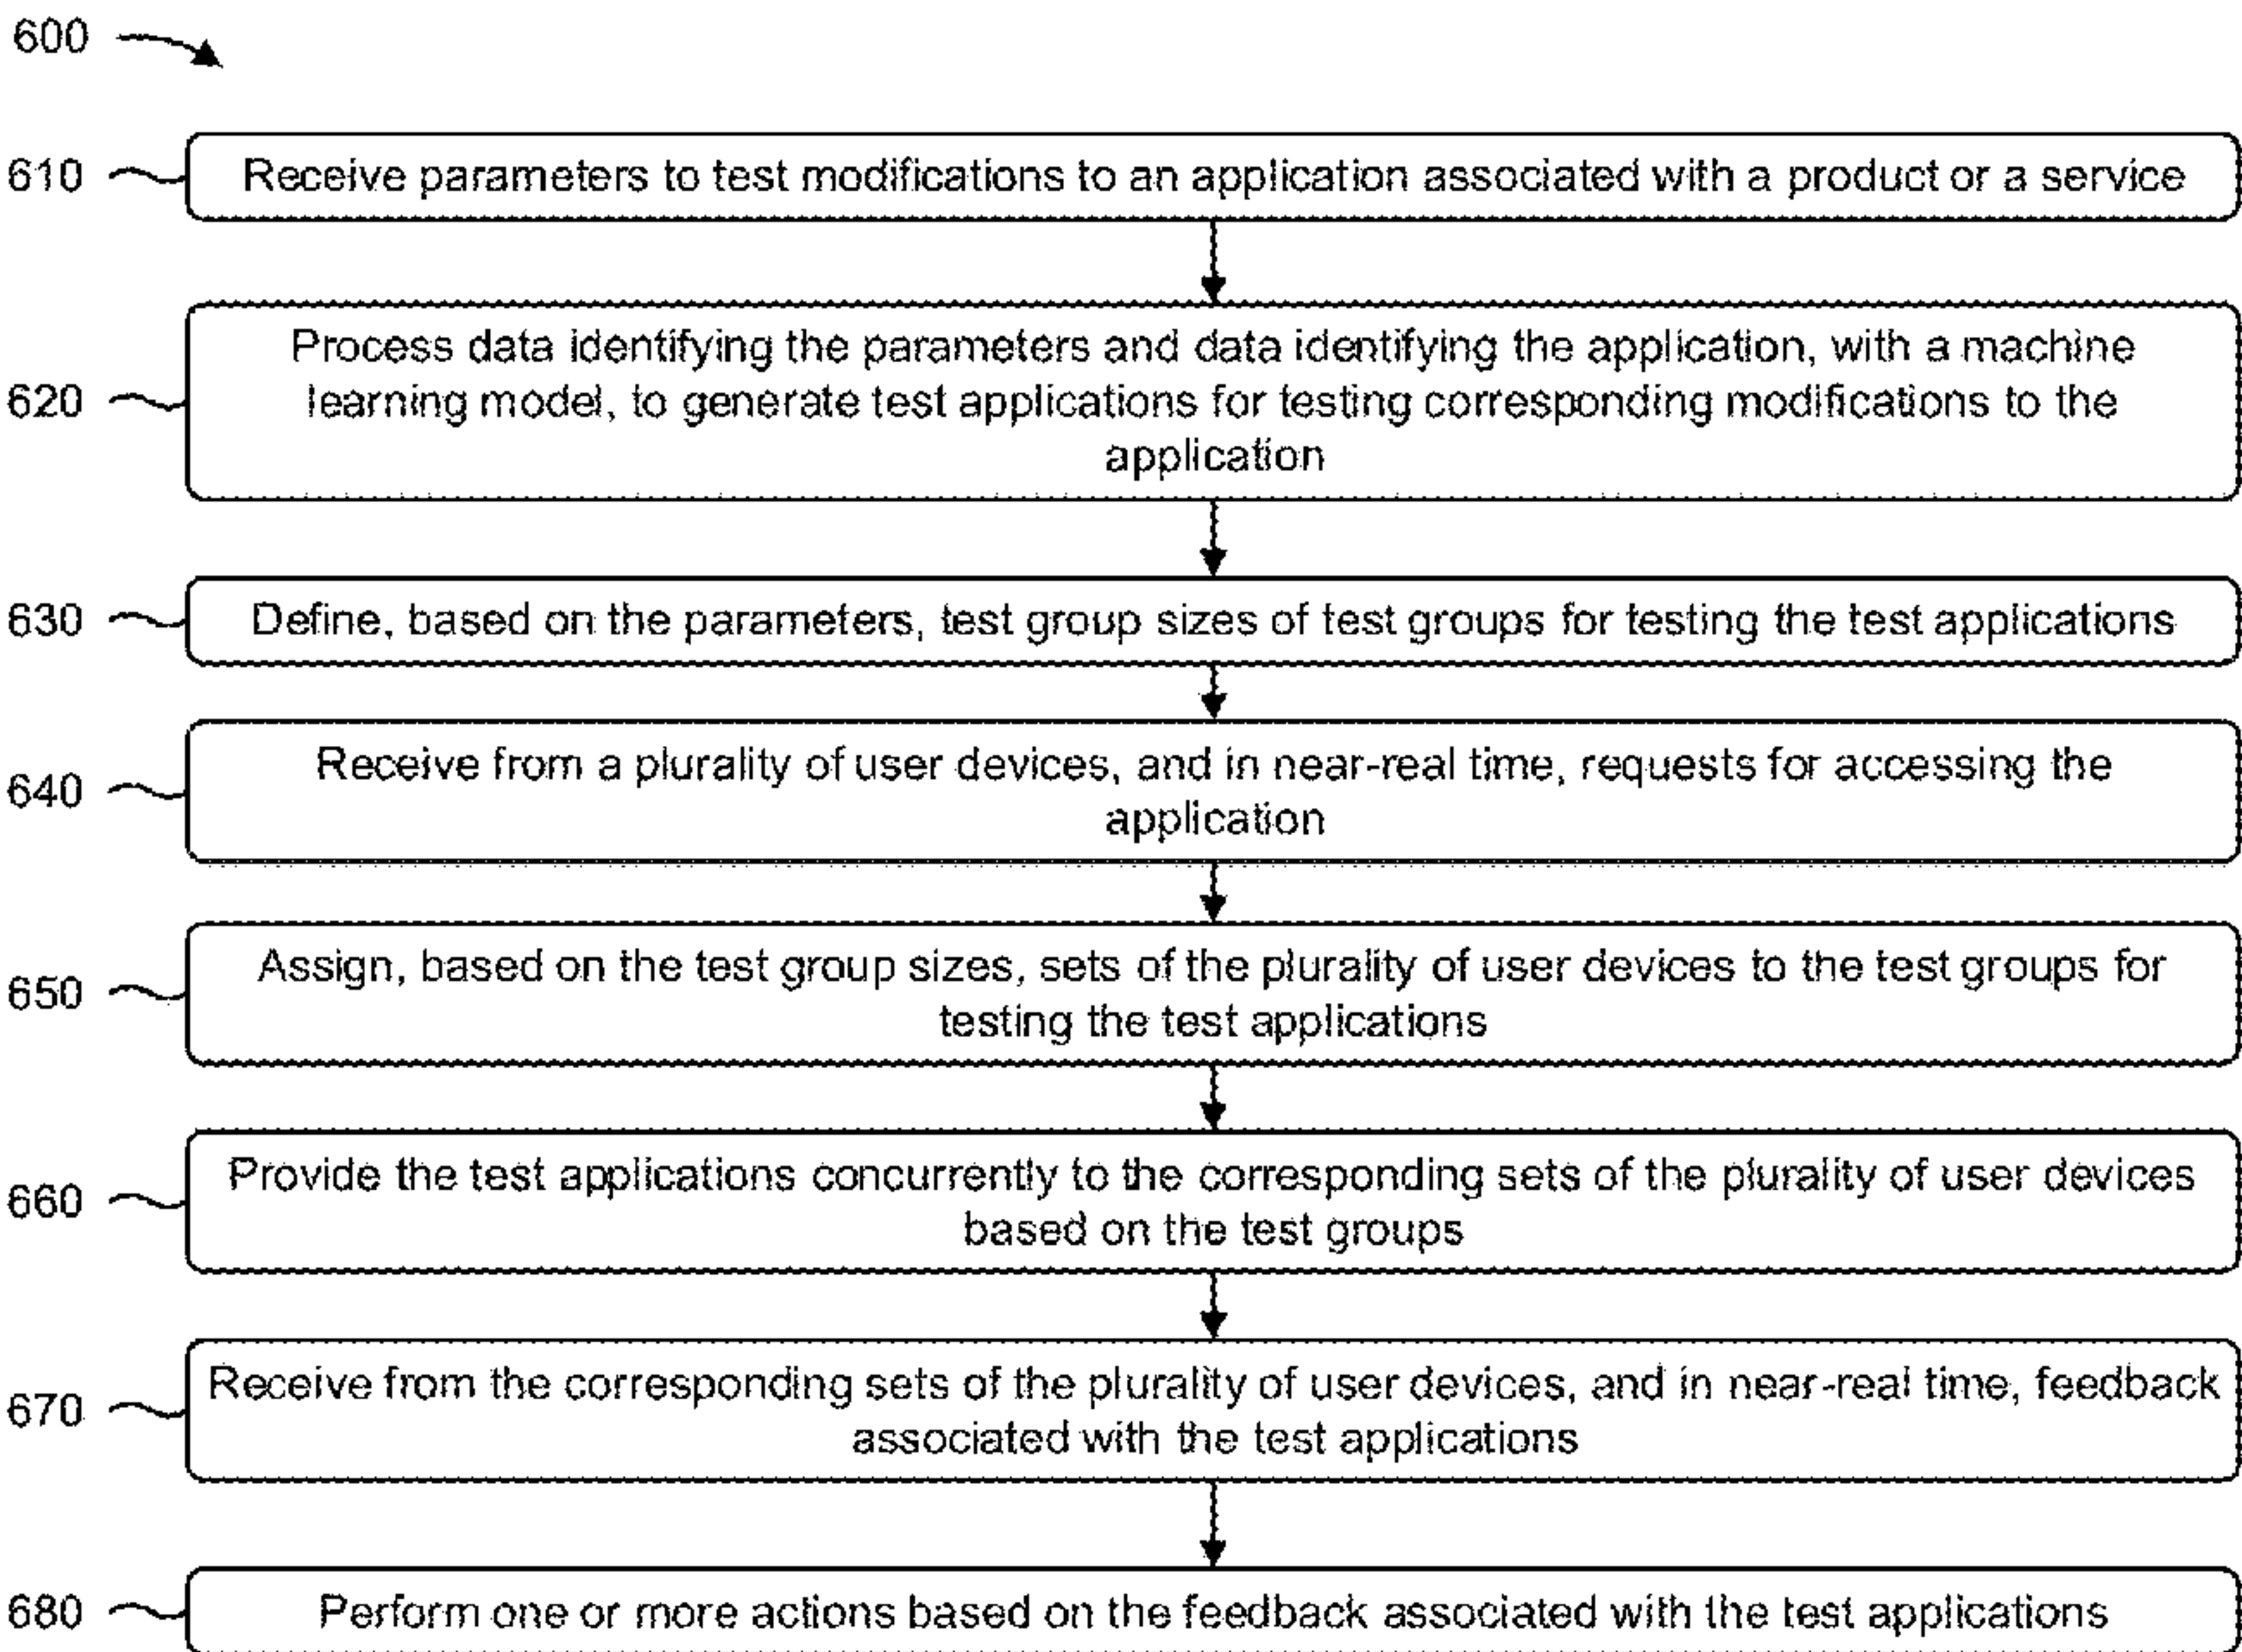 600
610
Receive parameters to test modifications to an application associated with a product or a service
Process data identifying the parameters and data identifying the application, with a machine
620
learning model, to generate test applications for testing corresponding modifications to the
application
630
Define, based on the parameters, test group sizes of test groups for testing the test applications
Receive from a plurality of user devices, and in near-real time, requests for accessing the
640
application
Assign, based on the test group sizes, sets of the plurality of user devices to the test groups for
650
testing the test applications
Provide the test applications concurrently to the corresponding sets of the plurality of user devices
660
based on the test groups
Receive from the corresponding sets of the plurality of user devices, and in near-real time, feedback
670
associated with the test applications
680
Perform one or more actions based on the feedback associated with the test applications